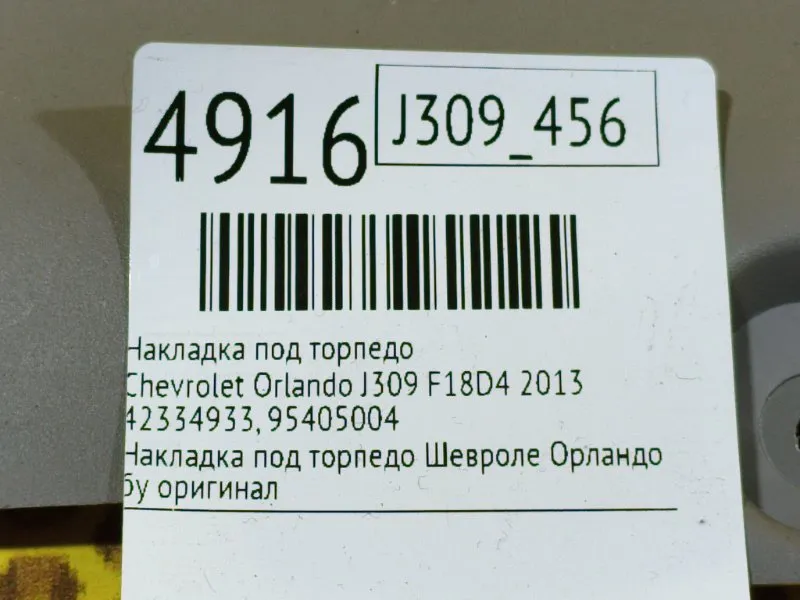 4916
J309_456
Накладка под торпедо
Chevrolet Orlando J309 F18D4 2013
42334933, 95405004
Накладка под торпедо Шевроле Орландо
бу оригинал